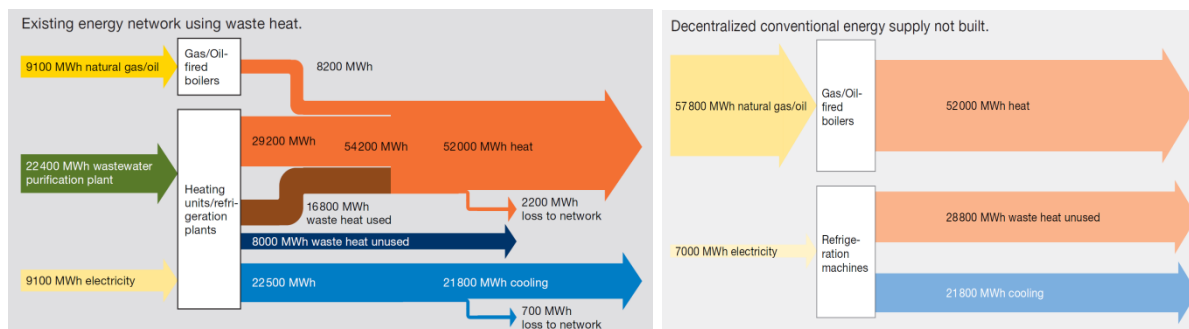 Existing energy network using waste heat.
9100 MWh natural gas/oil
Gas/Oil-
fired
boilers
8200 MWh
22400 MWh wastewater
purification plant
Heating
units/refri-
geration
plants
29200 MWh
54200 MWh
52000 MWh heat
16800 MWh
waste heat used
2200 MWh
loss to network
8000 MWh waste heat unused
9100 MWh electricity
22500 MWh
21800 MWh cooling
700 MWh
loss to network
Decentralized conventional energy supply not built.
57800 MWh natural gas/oil
Gas/Oil-
fired
boilers
52000 MWh heat
7000 MWh electricity
Refrige-
ration
machines
28800 MWh waste heat unused
21800 MWh cooling